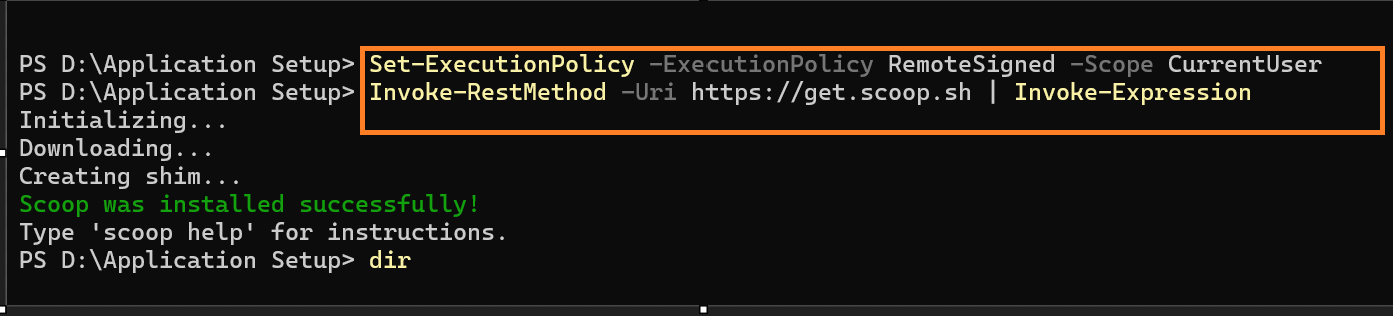 PS D:\Application Setup> Set-ExecutionPolicy -ExecutionPolicy RemoteSigned -Scope CurrentUser
PS D:\Application Setup> Invoke-RestMethod -Uri https://get.scoop.sh | Invoke-Expression
Initializing...
Downloading...
Creating shim...
Scoop was installed successfully!
Type 'scoop help' for instructions.
PS D:\Application Setup> dir